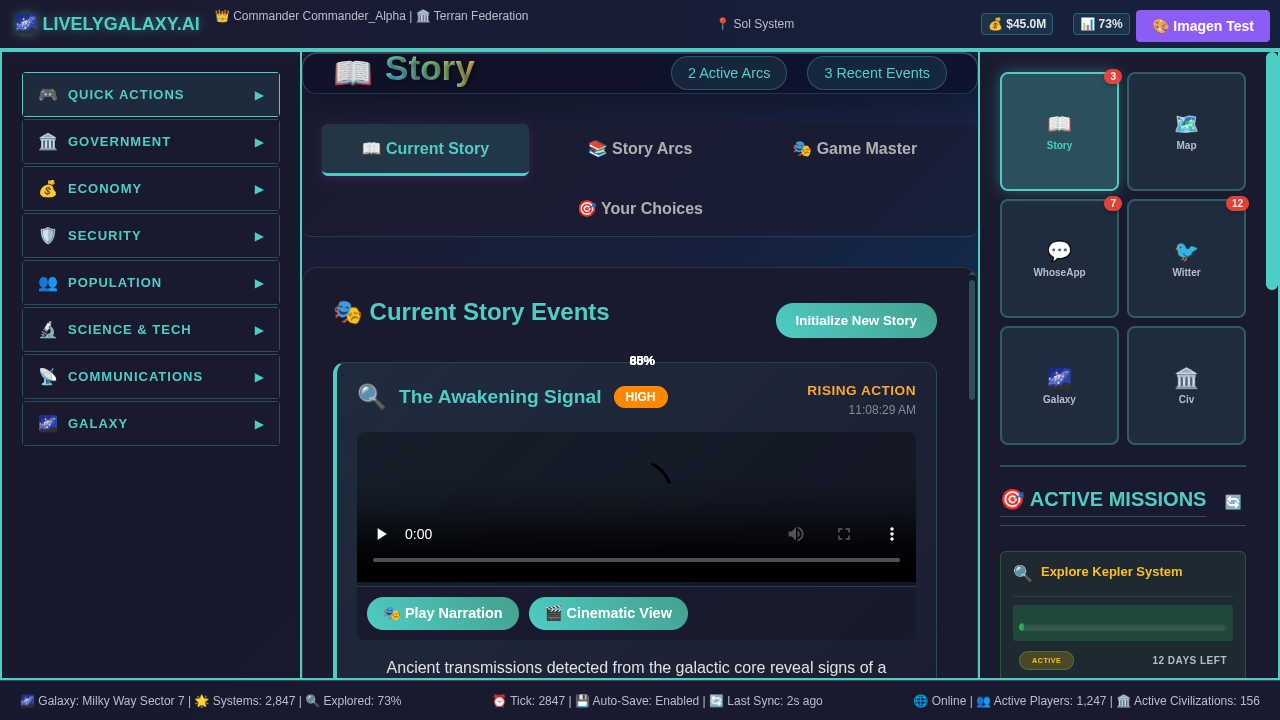 🌌 LIVELYGALAXY.AI
👑 Commander Commander_Alpha | 🏛️ Terran Federation
📍 Sol System
💰 $45.0M
📊 73%
🎨 Imagen Test
🎮 QUICK ACTIONS ▶
🏛️ GOVERNMENT ▶
💰 ECONOMY ▶
🛡️ SECURITY ▶
👥 POPULATION ▶
🔬 SCIENCE & TECH ▶
📡 COMMUNICATIONS ▶
🌌 GALAXY ▶
📖 Story
2 Active Arcs
3 Recent Events
📖 Current Story
📚 Story Arcs
🎭 Game Master
🎯 Your Choices
🎭 Current Story Events
Initialize New Story
🔍 The Awakening Signal
HIGH
RISING ACTION
11:08:29 AM
0:00
🎭 Play Narration
🎬 Cinematic View
Ancient transmissions detected from the galactic core reveal signs of a
3
📖 Story
🗺️ Map
7
💬 WhoseApp
12
🐦 Witter
🌌 Galaxy
🏛️ Civ
🎯 ACTIVE MISSIONS
🔄
🔍 Explore Kepler System
ACTIVE
12 DAYS LEFT
🌌 Galaxy: Milky Way Sector 7 | 🌟 Systems: 2,847 | 🔍 Explored: 73%
⏰ Tick: 2847 | 💾 Auto-Save: Enabled | 🔄 Last Sync: 2s ago
🌐 Online | 👥 Active Players: 1,247 | 🏛️ Active Civilizations: 156